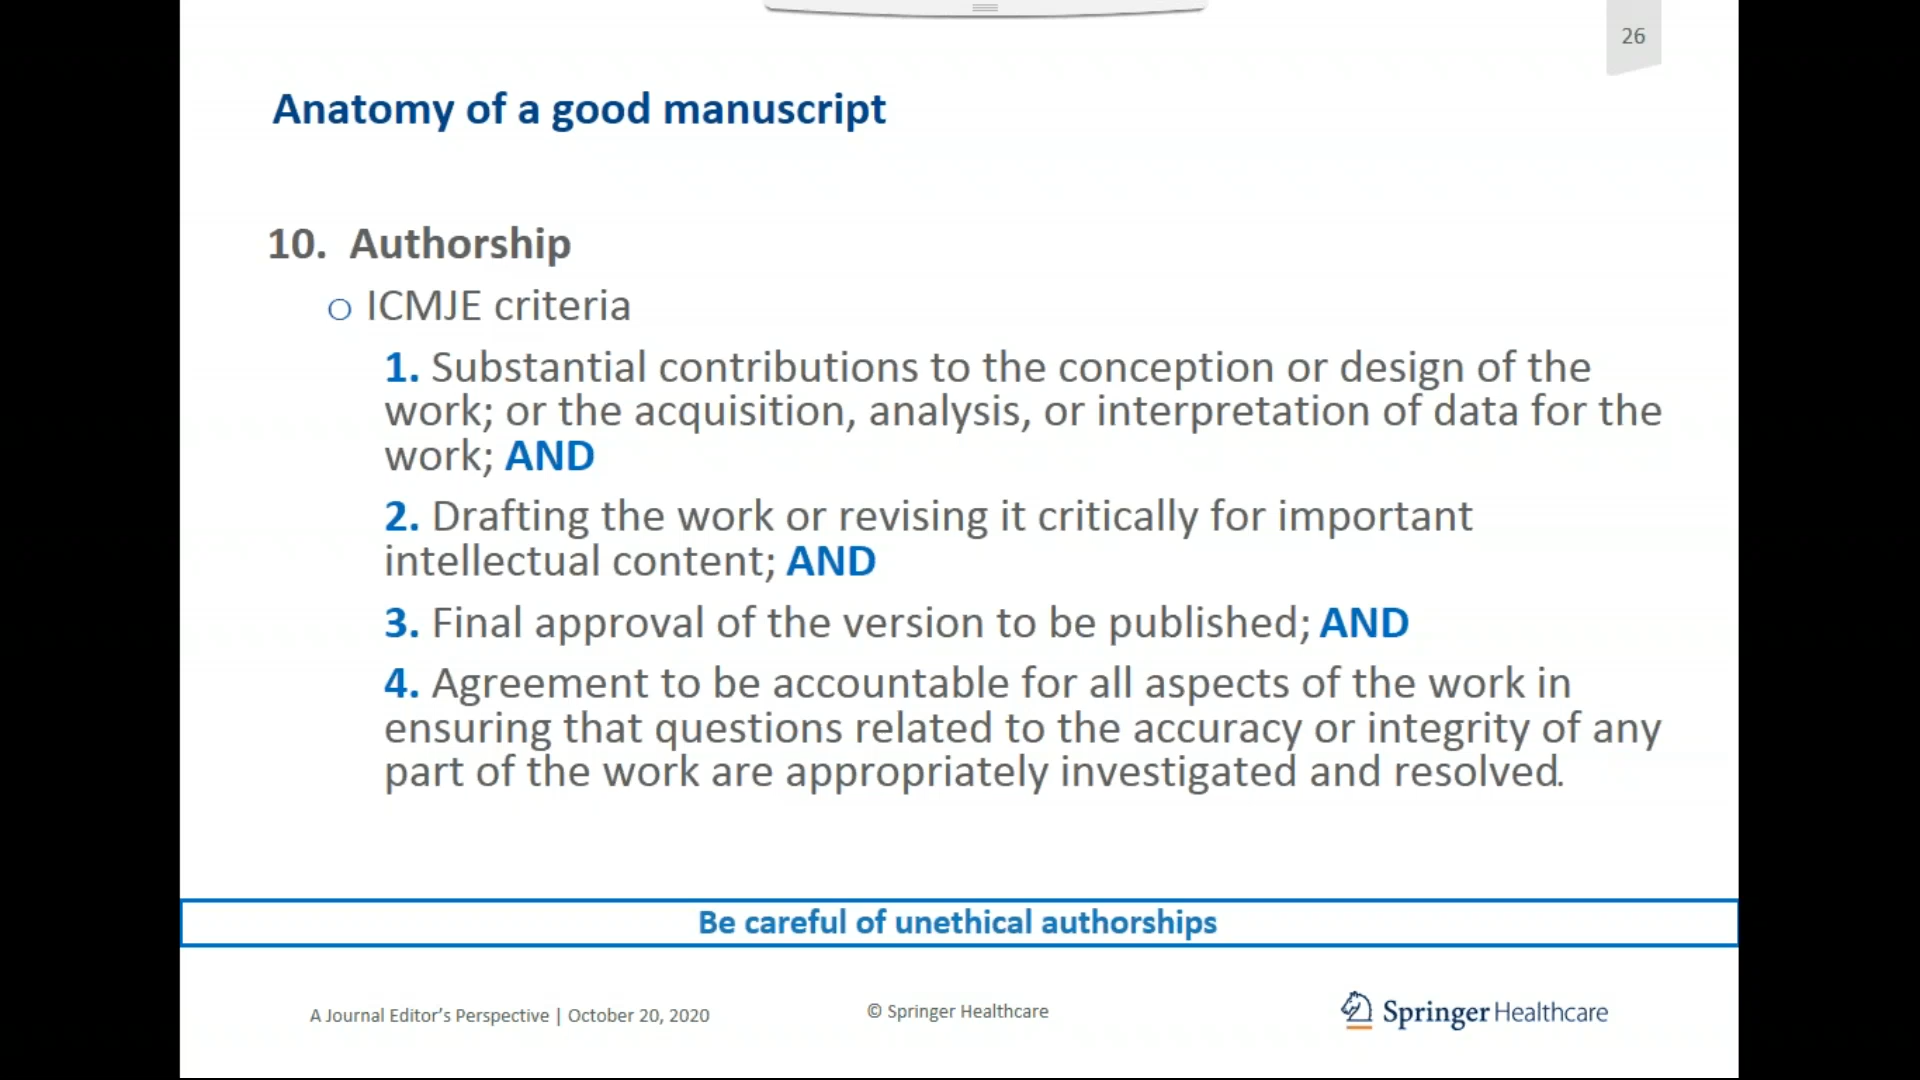 26
Anatomy of a good manuscript
10. Authorship
o ICMJE criteria
1. Substantial contributions to the conception or design of the
work; or the acquisition, analysis, or interpretation of data for the
work; AND
2. Drafting the work or revising it critically for important
intellectual content; AND
3. Final approval of the version to be published; AND
4. Agreement to be accountable for all aspects of the work in
ensuring that questions related to the accuracy or integrity of any
part of the work are appropriately investigated and resolved.
Be careful of unethical authorships
A Journal Editor's Perspective | October 20, 2020
© Springer Healthcare
Springer Healthcare